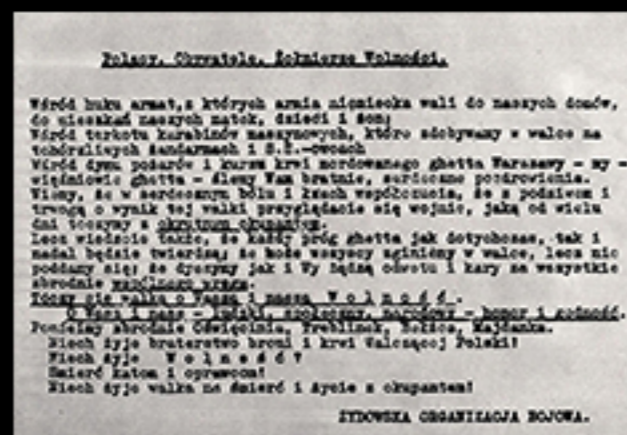 Polacy, Obywatele, Żołnierze Wolności.
Wśród huku armat, z których armia niemiecka wali do naszych domów,
do mieszkań naszych matek, dzieci i żon;
Wśród terkotu karabinów maszynowych, które zdobywamy w walce na
tchórzliwych żandarmach i S.S.-owcach
Wśród dymu pożarów i kurzu krwi mordowanego ghetta Warszawy - my -
więźniowie ghetta - ślemy Wam bratnie, serdeczne pozdrowienia.
Wiemy, że w serdecznym bólu i łzach współczucia, że z podziwem i
trwogą o wynik tej walki przyglądacie się wojnie, jaką od wielu
dni toczymy z okrutnym okupantem.
Lecz wiedzcie także, że każdy próg ghetta jak dotychczas, tak i
nadal będzie twierdzą; że może wszyscy zginiemy w walce, lecz nie
poddamy się; że dyszymy jak i Wy żądzą odwetu i kary za wszystkie
zbrodnie wspólnego wroga.
Toczy się walka o Waszą i naszą Wolność.
O Wasz i nasz - ludzki, społeczny, narodowy - honor i godność.
Pomścimy zbrodnie Oświęcimia, Treblinek, Bełżca, Majdanka.
Niech żyje braterstwo broni i krwi Walczącej Polski!
Niech żyje Wolność!
Śmierć katom i oprawcom!
Niech żyje walka na śmierć i życie z okupantem!
ŻYDOWSKA ORGANIZACJA BOJOWA.